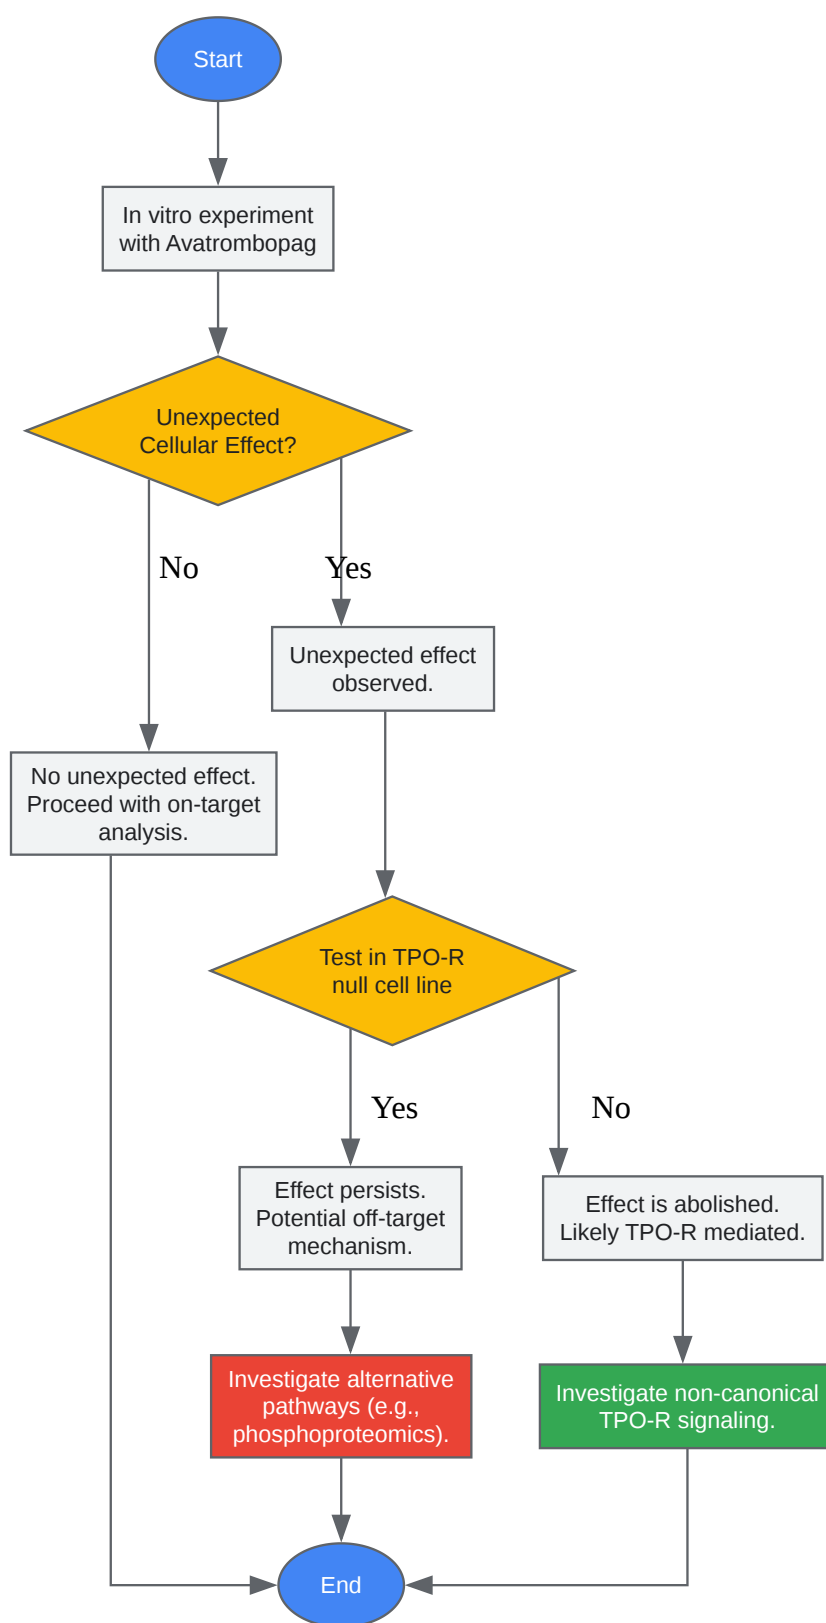 Start
In vitro experiment
with Avatrombopag
Unexpected
Cellular Effect?
No
Yes
Unexpected effect
observed.
No unexpected effect.
Proceed with on-target
analysis.
Test in TPO-R
null cell line
Yes
No
Effect persists.
Potential off-target
mechanism.
Effect is abolished.
Likely TPO-R mediated.
Investigate alternative
pathways (e.g.,
phosphoproteomics).
Investigate non-canonical
TPO-R signaling.
End